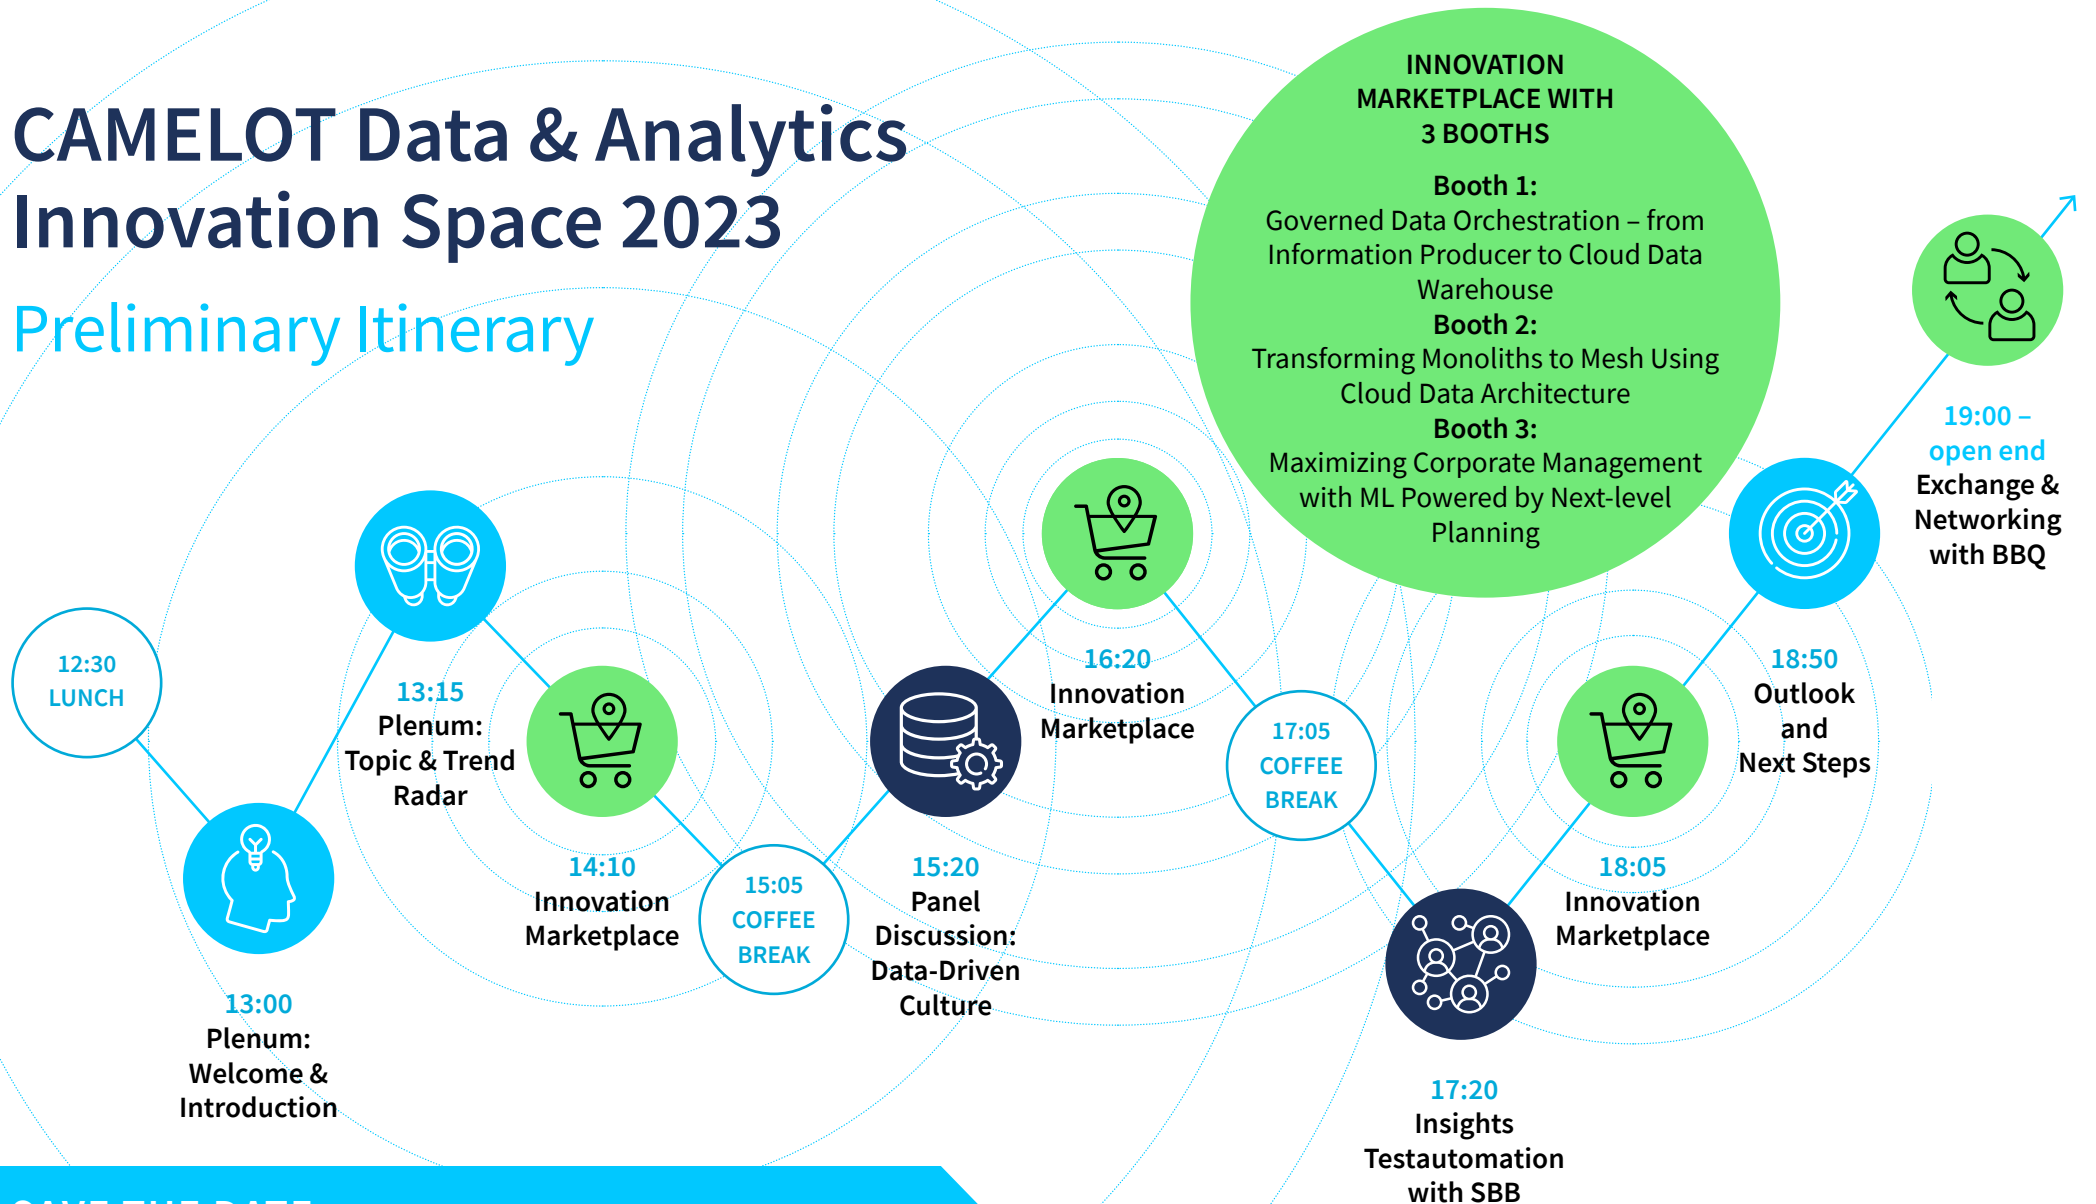 CAMELOT Data & Analytics
Innovation Space 2023
Preliminary Itinerary
INNOVATION
MARKETPLACE WITH
3 BOOTHS
Booth 1:
Governed Data Orchestration – from
Information Producer to Cloud Data
Warehouse
Booth 2:
Transforming Monoliths to Mesh Using
Cloud Data Architecture
Booth 3:
Maximizing Corporate Management
with ML Powered by Next-level
Planning
12:30
LUNCH
13:00
Plenum:
Welcome &
Introduction
13:15
Plenum:
Topic & Trend
Radar
14:10
Innovation
Marketplace
15:05
COFFEE
BREAK
15:20
Panel
Discussion:
Data-Driven
Culture
16:20
Innovation
Marketplace
17:05
COFFEE
BREAK
17:20
Insights
Testautomation
with SBB
18:05
Innovation
Marketplace
18:50
Outlook
and
Next Steps
19:00 –
open end
Exchange &
Networking
with BBQ
SAVE THE DATE